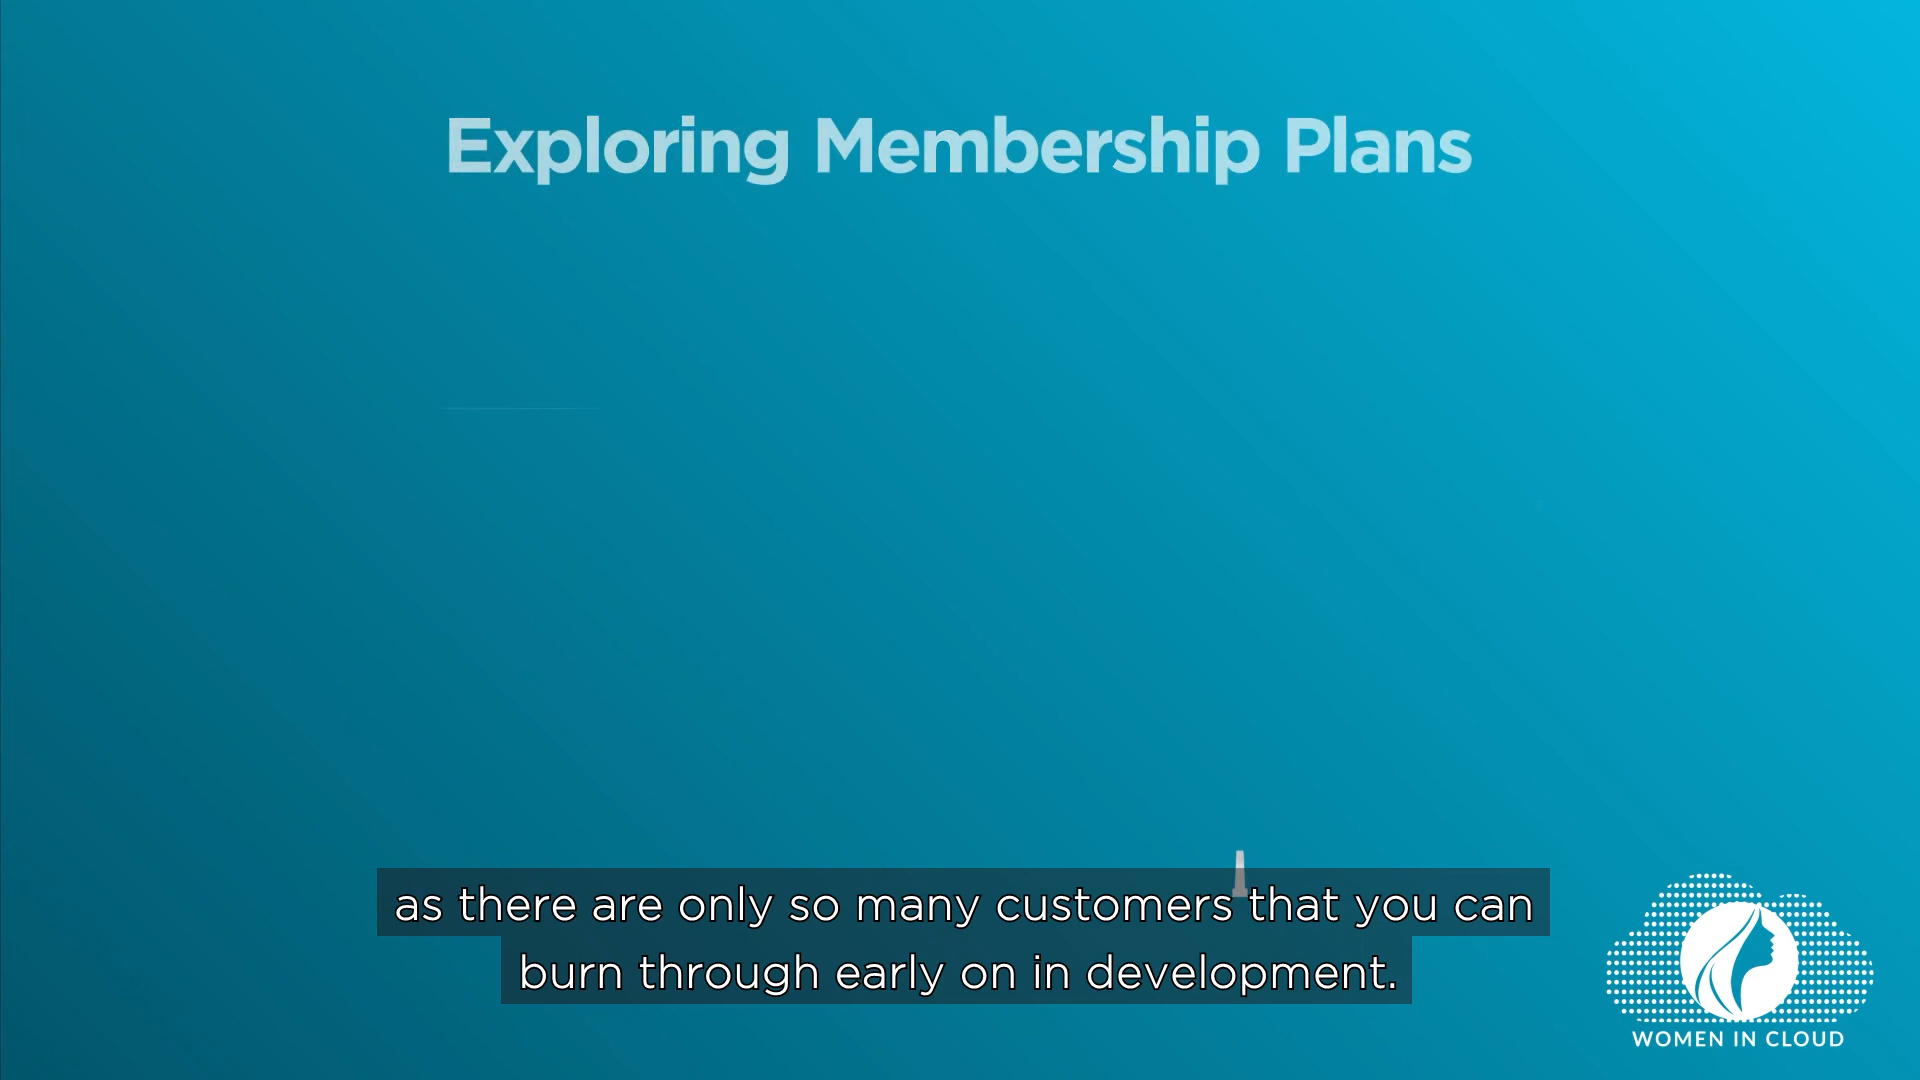 Exploring Membership Plans
as there are only so many customers that you can
burn through early on in development.
WOMEN IN CLOUD